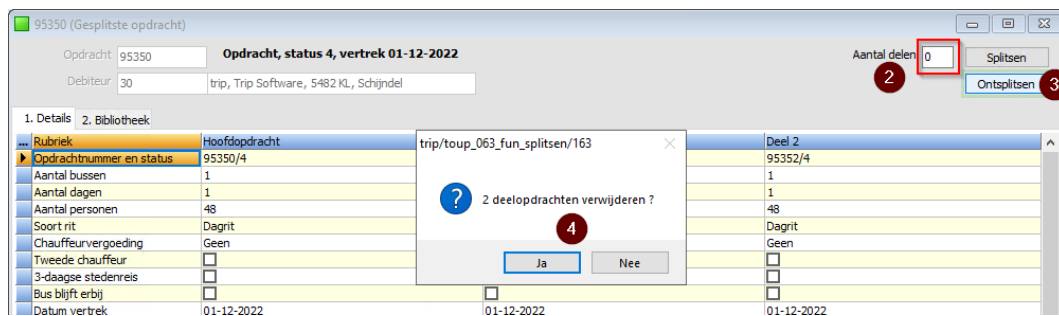 95350 (Gesplitste opdracht)
Opdracht 95350 Opdracht, status 4, vertrek 01-12-2022 Aantal delen 0 Splitsen
2
Debiteur 30 trip, Trip Software, 5482 KL, Schijndel Ontsplitsen 3
1. Details 2. Bibliotheek
... Rubriek Hoofdopdracht Deel 2
trip/toup_063_fun_splitsen/163
Opdrachtnummer en status 95350/4 95352/4
Aantal bussen 1 1
Aantal dagen 1 1
? 2 deelopdrachten verwijderen ?
Aantal personen 48 48
Soort rit Dagrit Dagrit
4
Chauffeurvergoeding Geen Geen
Tweede chauffeur
Ja Nee
3-daagse stedenreis
Bus blijft erbij
Datum vertrek 01-12-2022 01-12-2022 01-12-2022